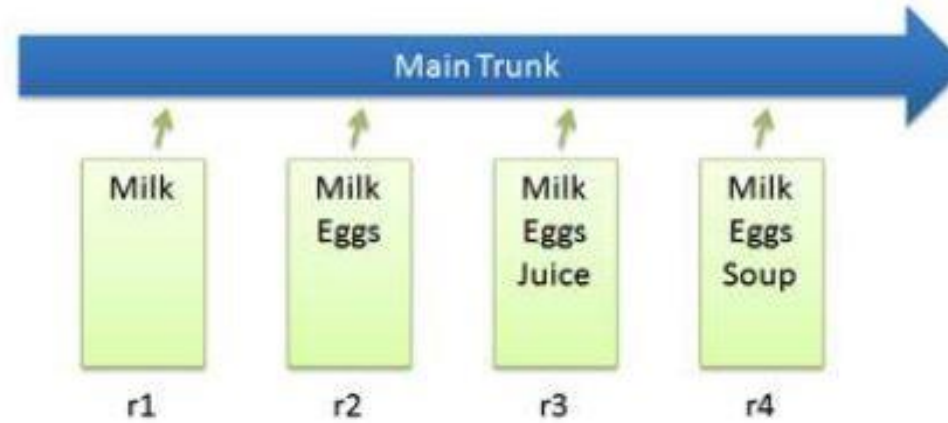 Main Trunk
Milk
Milk
Eggs
Milk
Eggs
Juice
Milk
Eggs
Soup
r1
r2
r3
r4